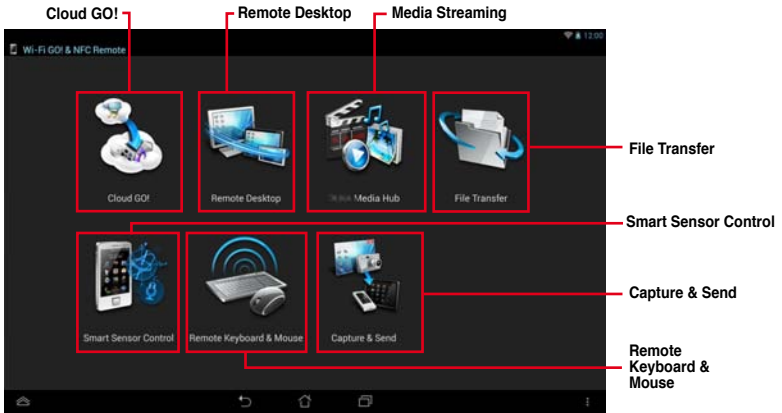 Cloud GO!
Remote Desktop
Media Streaming
Wi-Fi GO! & NFC Remote
12:00
Cloud GO!
Remote Desktop
Media Hub
File Transfer
File Transfer
Smart Sensor Control
Smart Sensor Control
Remote Keyboard & Mouse
Capture & Send
Capture & Send
Remote
Keyboard &
Mouse